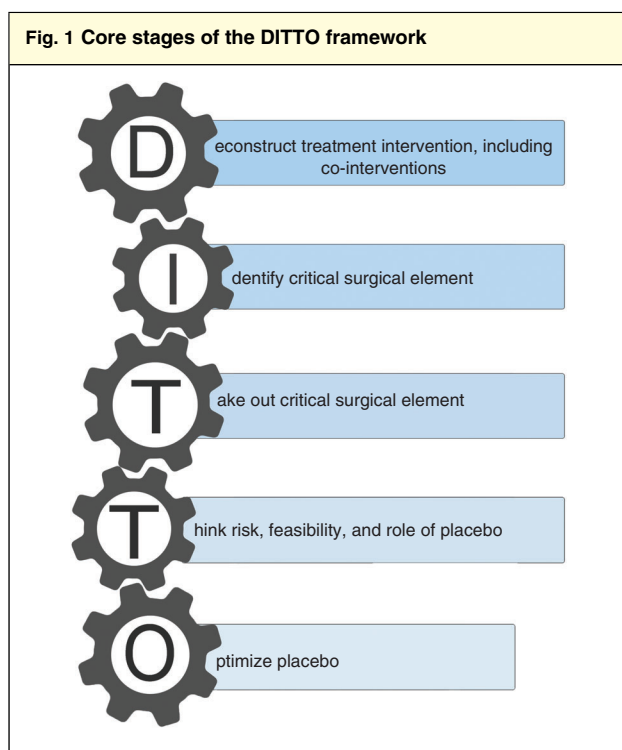 Fig. 1 Core stages of the DITTO framework
D econstruct treatment intervention, including
co-interventions
I dentify critical surgical element
T ake out critical surgical element
T hink risk, feasibility, and role of placebo
O ptimize placebo